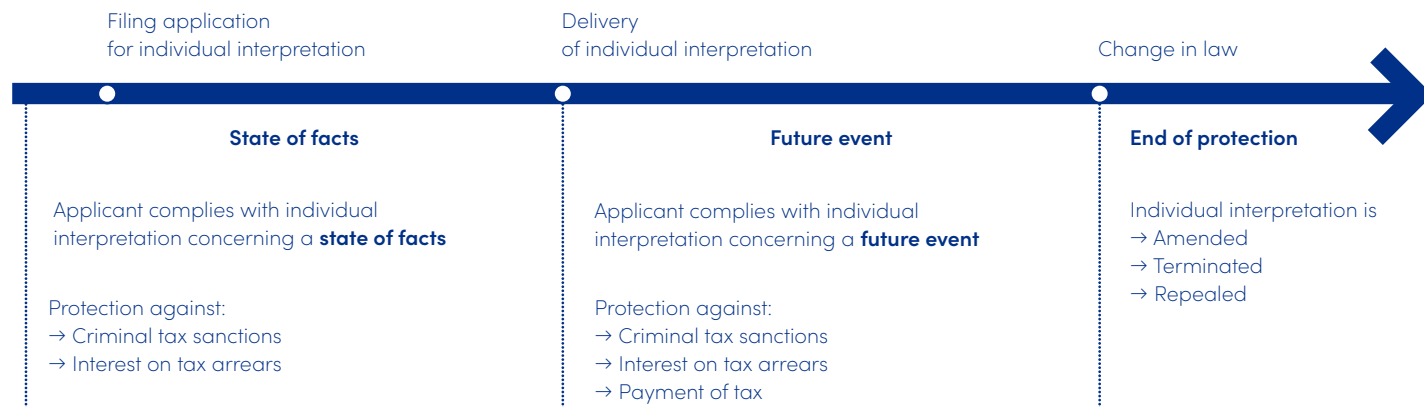 Filing application
for individual interpretation
Delivery
of individual interpretation
Change in law
State of facts
Applicant complies with individual
interpretation concerning a state of facts
Protection against:
→ Criminal tax sanctions
→ Interest on tax arrears
Future event
Applicant complies with individual
interpretation concerning a future event
Protection against:
→ Criminal tax sanctions
→ Interest on tax arrears
→ Payment of tax
End of protection
Individual interpretation is
→ Amended
→ Terminated
→ Repealed